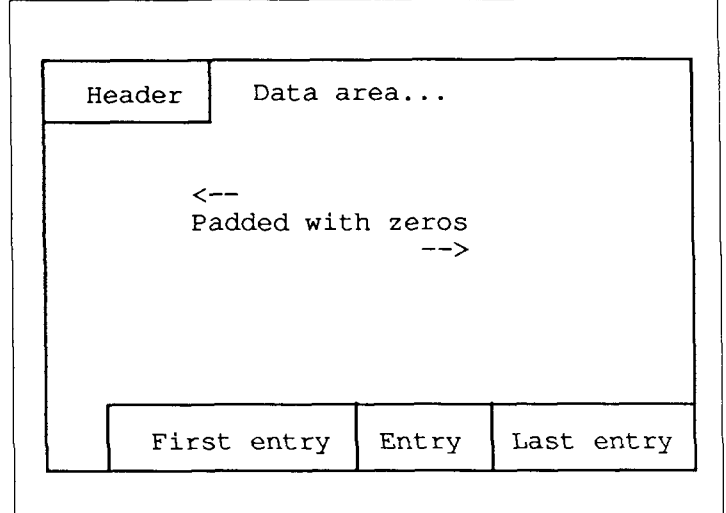 Header Data area...
<--
Padded with zeros
-->
First entry Entry Last entry